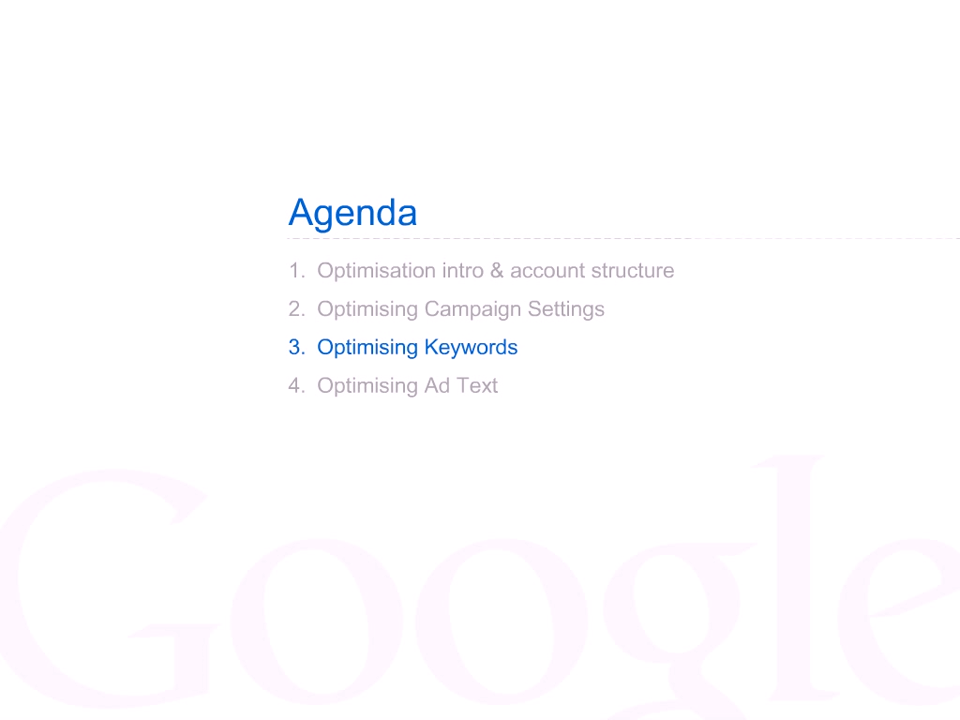 Agenda
1. Optimisation intro & account structure
2. Optimising Campaign Settings
3. Optimising Keywords
4. Optimising Ad Text
Google